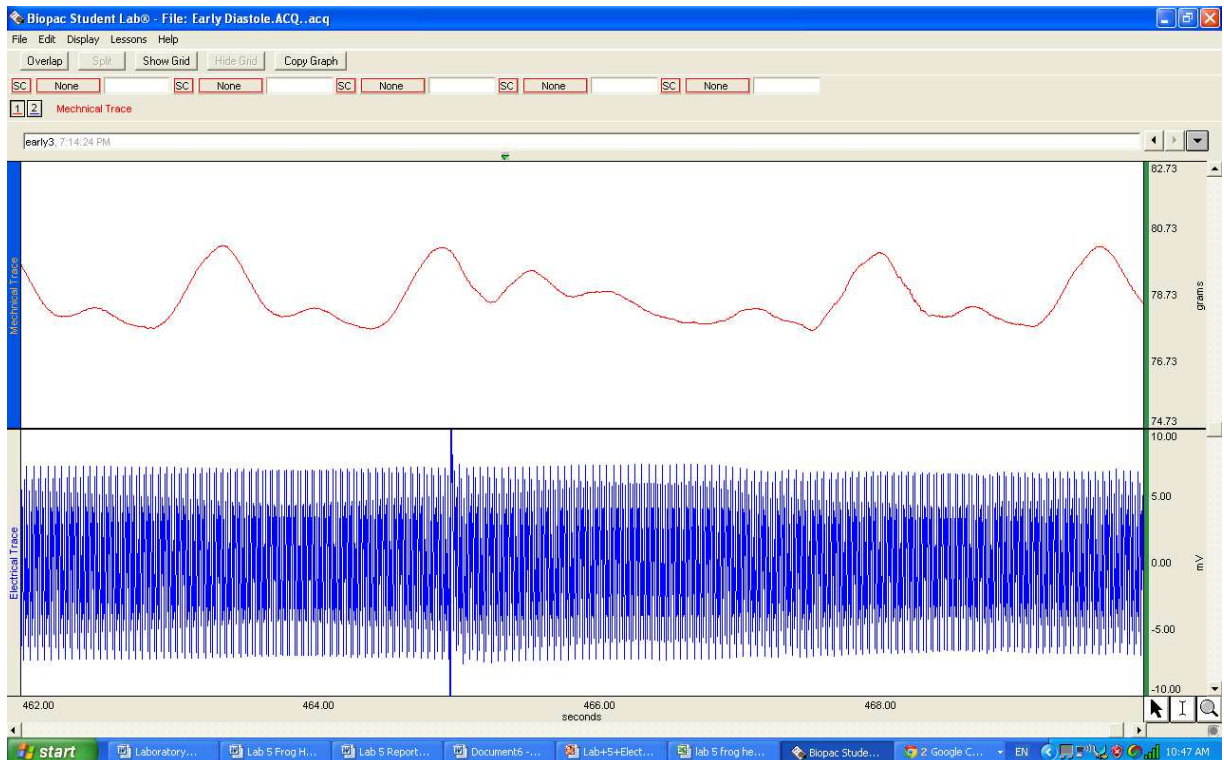 Biopac Student Lab® - File: Early Diastole.ACQ..acq
File Edit Display Lessons Help
Overlap Split Show Grid Hide Grid Copy Graph
SC None SC None SC None SC None SC None
1 2 Mechnical Trace
early3, 7:14:24 PM
Mechnical Trace
82.73
80.73
78.73
76.73
74.73
grams
Electrical Trace
10.00
5.00
0.00
-5.00
-10.00
mV
462.00 464.00 466.00 468.00
seconds
start Laboratory... Lab 5 Frog H... Lab 5 Report... Document6 -... Lab+5+Elect... lab 5 frog he... Biopac Stude... 2 Google C... EN 10:47 AM